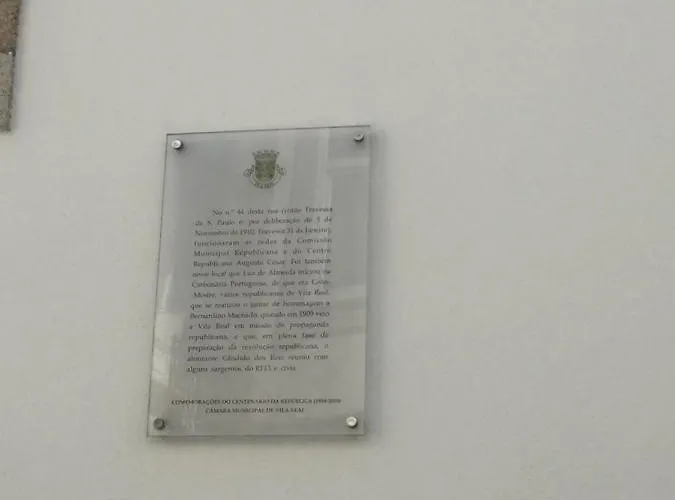 No n.º 44 desta rua (então Travessa
de S. Paulo e, por deliberação de 3 de
Novembro de 1910, Travessa 31 de Janeiro),
funcionaram as sedes da Comissão
Municipal Republicana e do Centro
Republicano Augusto César. Foi também
nesse local que Luz de Almeida iniciou na
Carbonária Portuguesa, de que era Grão-
Mestre, vários republicanos de Vila Real,
que se realizou o jantar de homenagem a
Bernardino Machado, quando em 1909 veio
a Vila Real em missão de propaganda
republicana, e que, em plena fase de
preparação da revolução republicana, o
almirante Cândido dos Reis reuniu com
alguns sargentos do RI13 e civis.
COMEMORAÇÕES DO CENTENÁRIO DA REPÚBLICA
CÂMARA MUNICIPAL DE VILA REAL